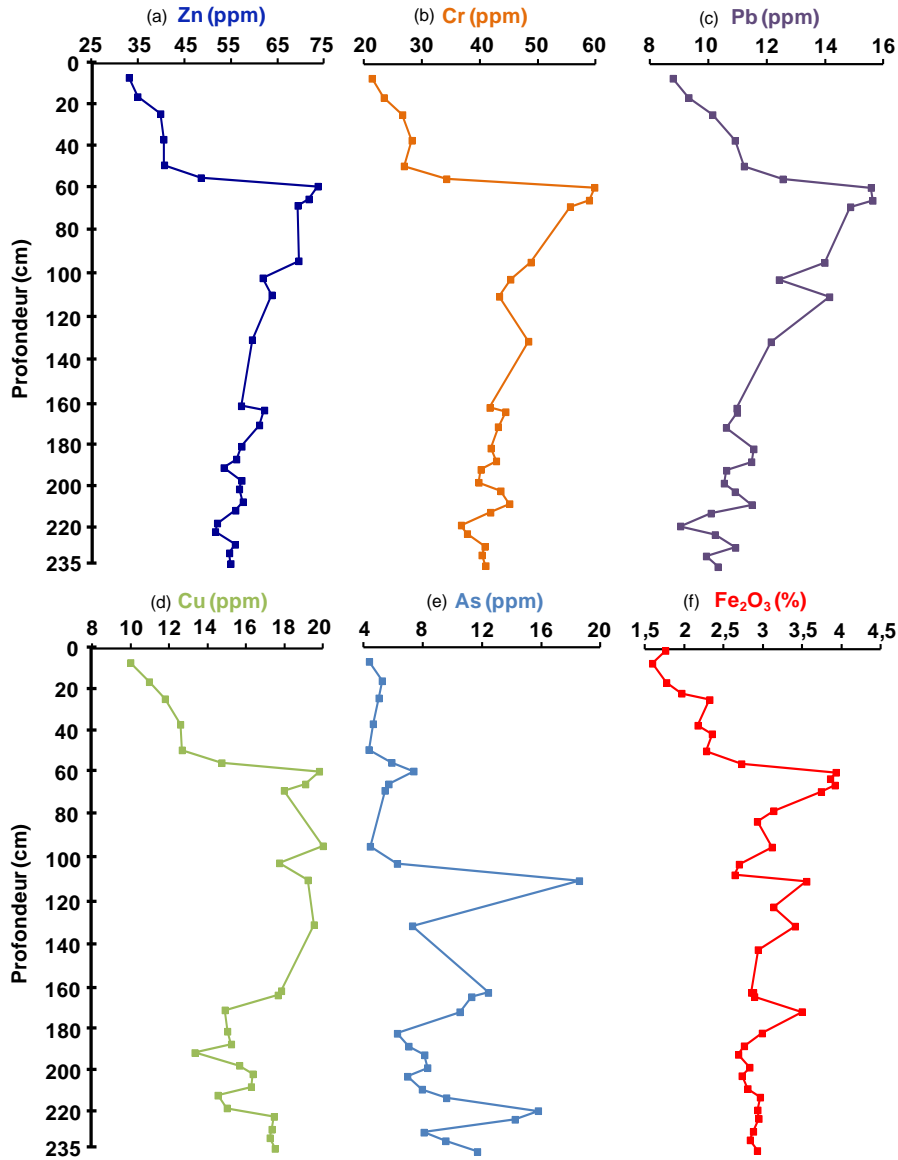 (a) Zn (ppm)
25 35 45 55 65 75
(b) Cr (ppm)
20 30 40 50 60
(c) Pb (ppm)
8 10 12 14 16
Profondeur (cm)
0
20
40
60
80
100
120
140
160
180
200
220
235
(d) Cu (ppm)
8 10 12 14 16 18 20
(e) As (ppm)
4 8 12 16 20
(f) Fe₂O₃ (%)
1,5 2 2,5 3 3,5 4 4,5
Profondeur (cm)
0
20
40
60
80
100
120
140
160
180
200
220
235